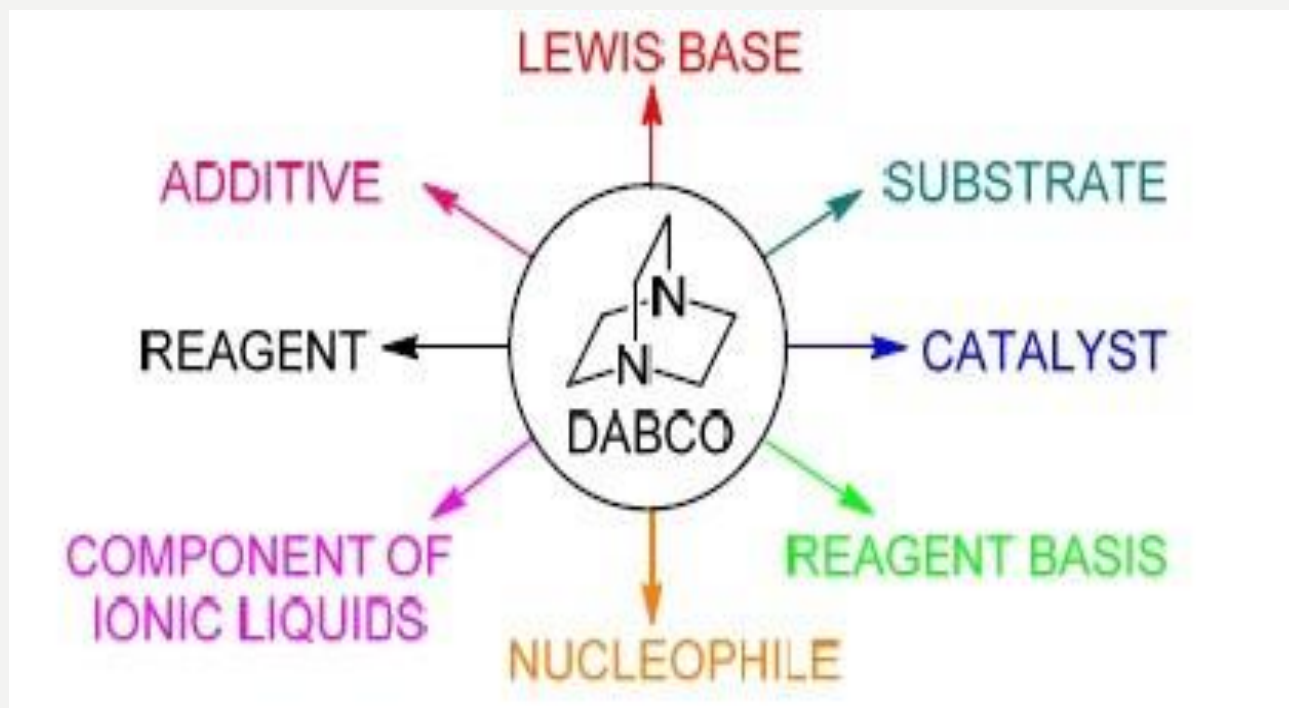 LEWIS BASE
ADDITIVE
SUBSTRATE
N
REAGENT
CATALYST
N
DABCO
COMPONENT OF
IONIC LIQUIDS
REAGENT BASIS
NUCLEOPHILE